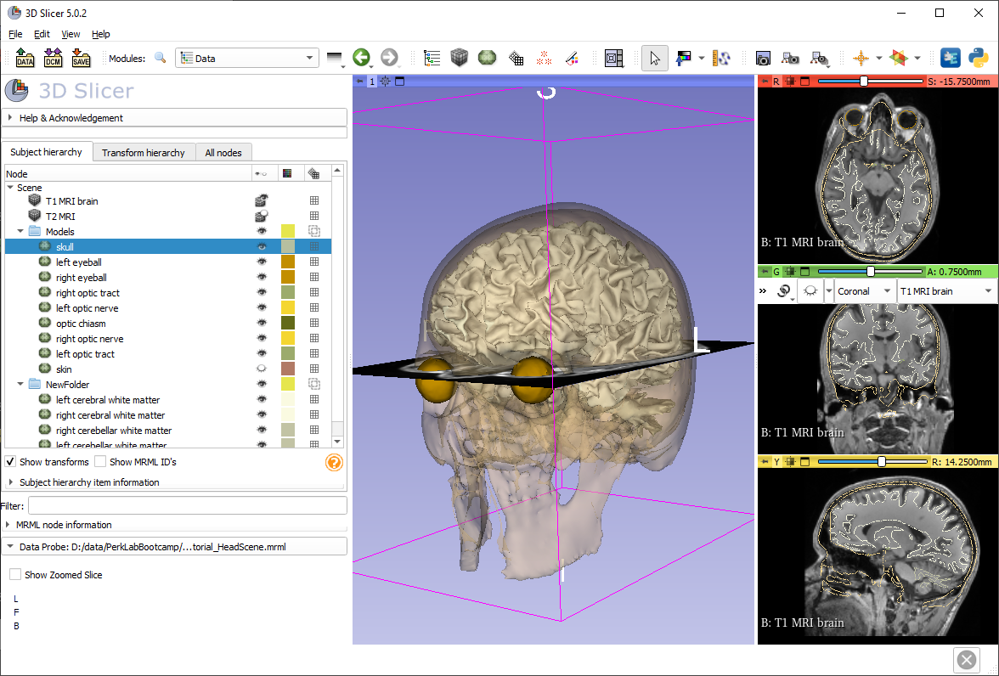 3D Slicer 5.0.2
File Edit View Help
DATA DCM SAVE Modules: Data
1
R S: -15.7500mm
3D Slicer
Help & Acknowledgement
Subject hierarchy Transform hierarchy All nodes
Node
Scene
T1 MRI brain
T2 MRI
Models
skull
left eyeball
right eyeball
right optic tract
left optic nerve
optic chiasm
right optic nerve
left optic tract
skin
NewFolder
left cerebral white matter
right cerebral white matter
right cerebellar white matter
left cerebellar white matter
Show transforms Show MRML ID's
Subject hierarchy item information
Filter:
MRML node information
Data Probe: D:/data/PerkLabBootcamp/...torial_HeadScene.mrml
Show Zoomed Slice
L
F
B
S
L
I
B: T1 MRI brain
G A: 0.7500mm
Coronal T1 MRI brain
B: T1 MRI brain
Y R: 14.2500mm
B: T1 MRI brain